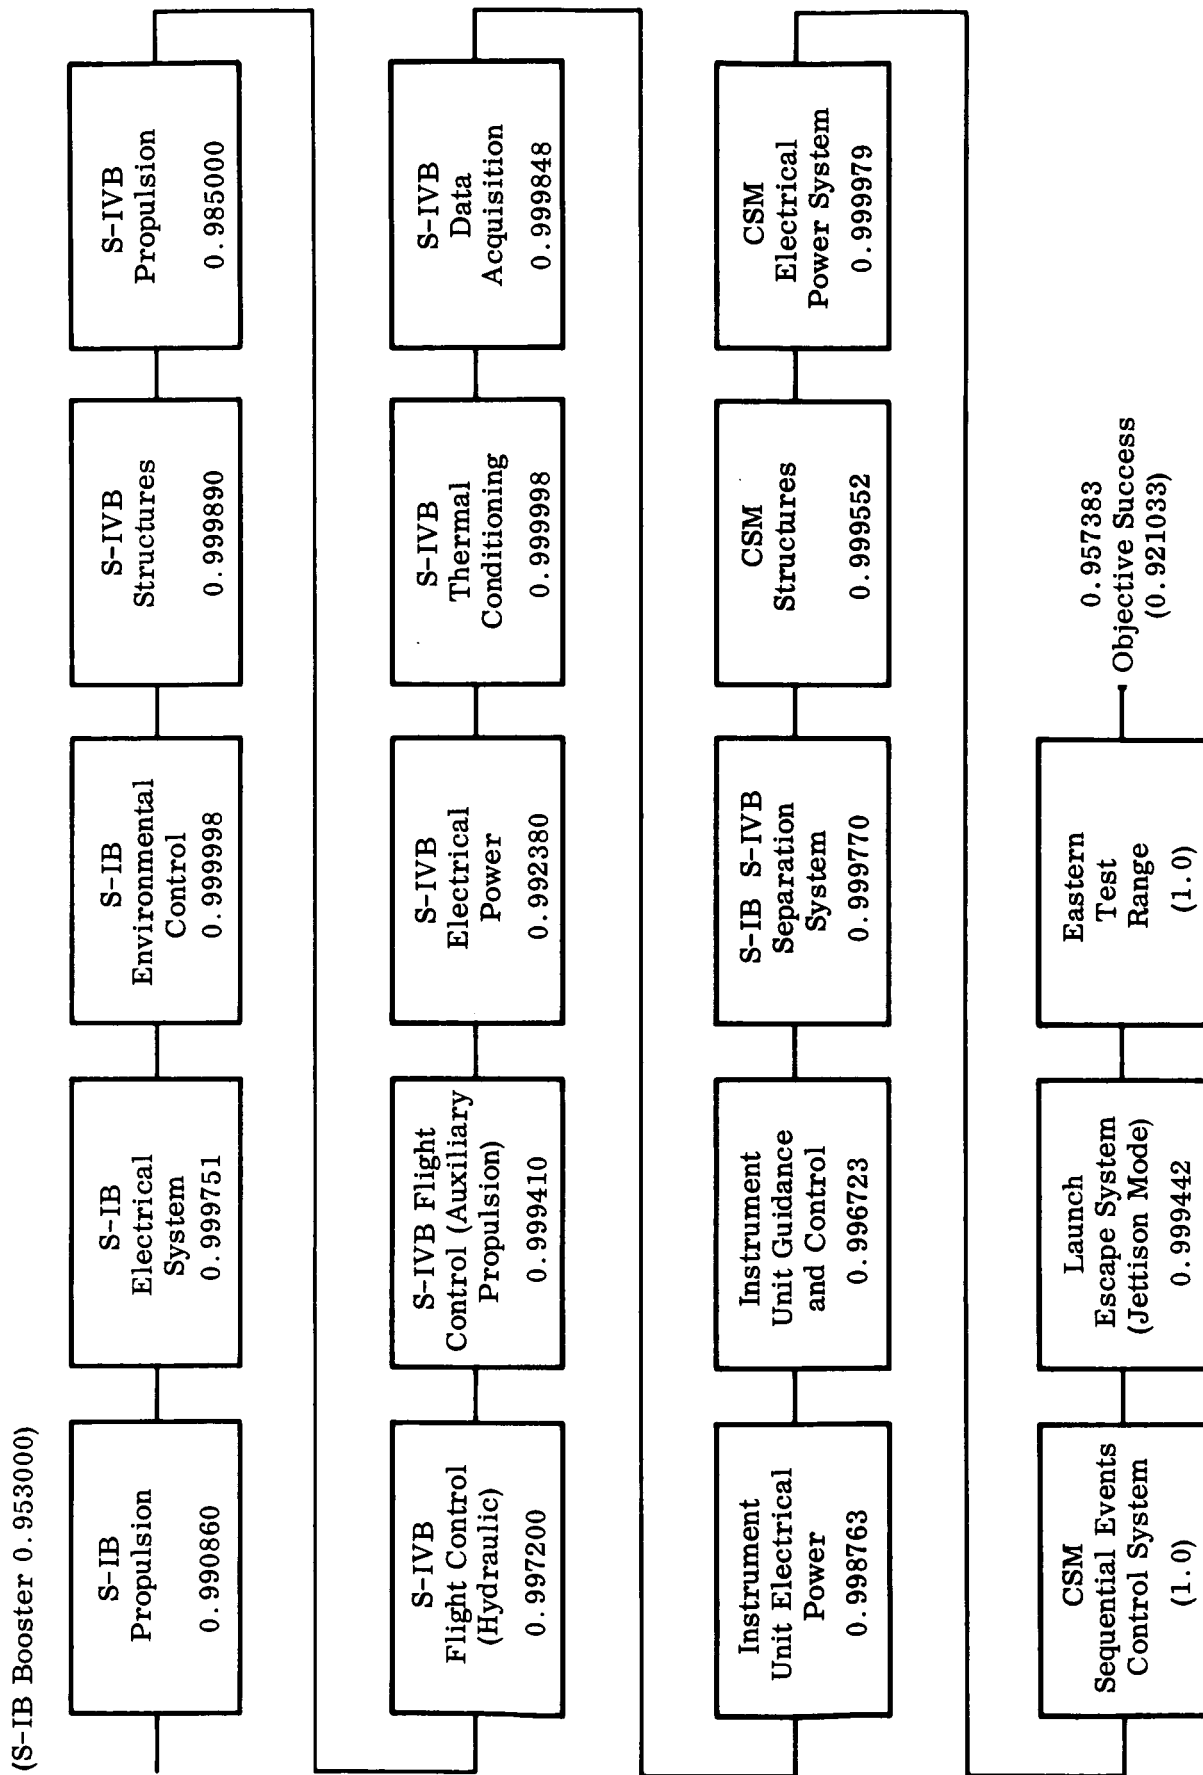 (S-IB Booster 0.953000)
S-IB
Propulsion
0.990860
S-IB
Electrical
System
0.999751
S-IB
Environmental
Control
0.999998
S-IVB
Structures
0.999890
S-IVB
Propulsion
0.985000
S-IVB
Flight Control
(Hydraulic)
0.997200
S-IVB Flight
Control (Auxiliary
Propulsion)
0.999410
S-IVB
Electrical
Power
0.992380
S-IVB
Thermal
Conditioning
0.999998
S-IVB
Data
Acquisition
0.999848
Instrument
Unit Electrical
Power
0.998763
Instrument
Unit Guidance
and Control
0.996723
S-IB S-IVB
Separation
System
0.999770
CSM
Structures
0.999552
CSM
Electrical
Power System
0.999979
CSM
Sequential Events
Control System
(1.0)
Launch
Escape System
(Jettison Mode)
0.999442
Eastern
Test
Range
(1.0)
0.957383
Objective Success
(0.921033)